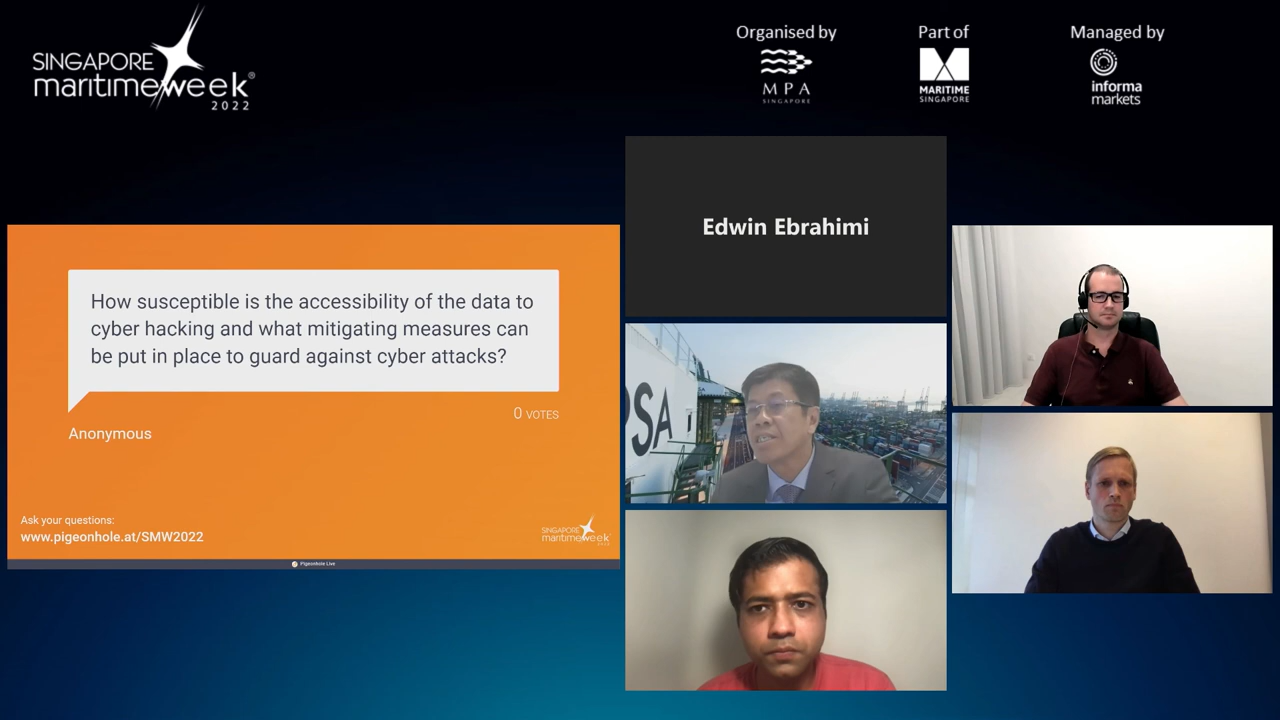 SINGAPORE
maritimeweek®
2022
Organised by
MPA
SINGAPORE
Part of
MARITIME
SINGAPORE
Managed by
informa
markets
Edwin Ebrahimi
How susceptible is the accessibility of the data to
cyber hacking and what mitigating measures can
be put in place to guard against cyber attacks?
0 VOTES
Anonymous
Ask your questions:
www.pigeonhole.at/SMW2022
SINGAPORE
maritimeweek
Pigeonhole Live
PSA